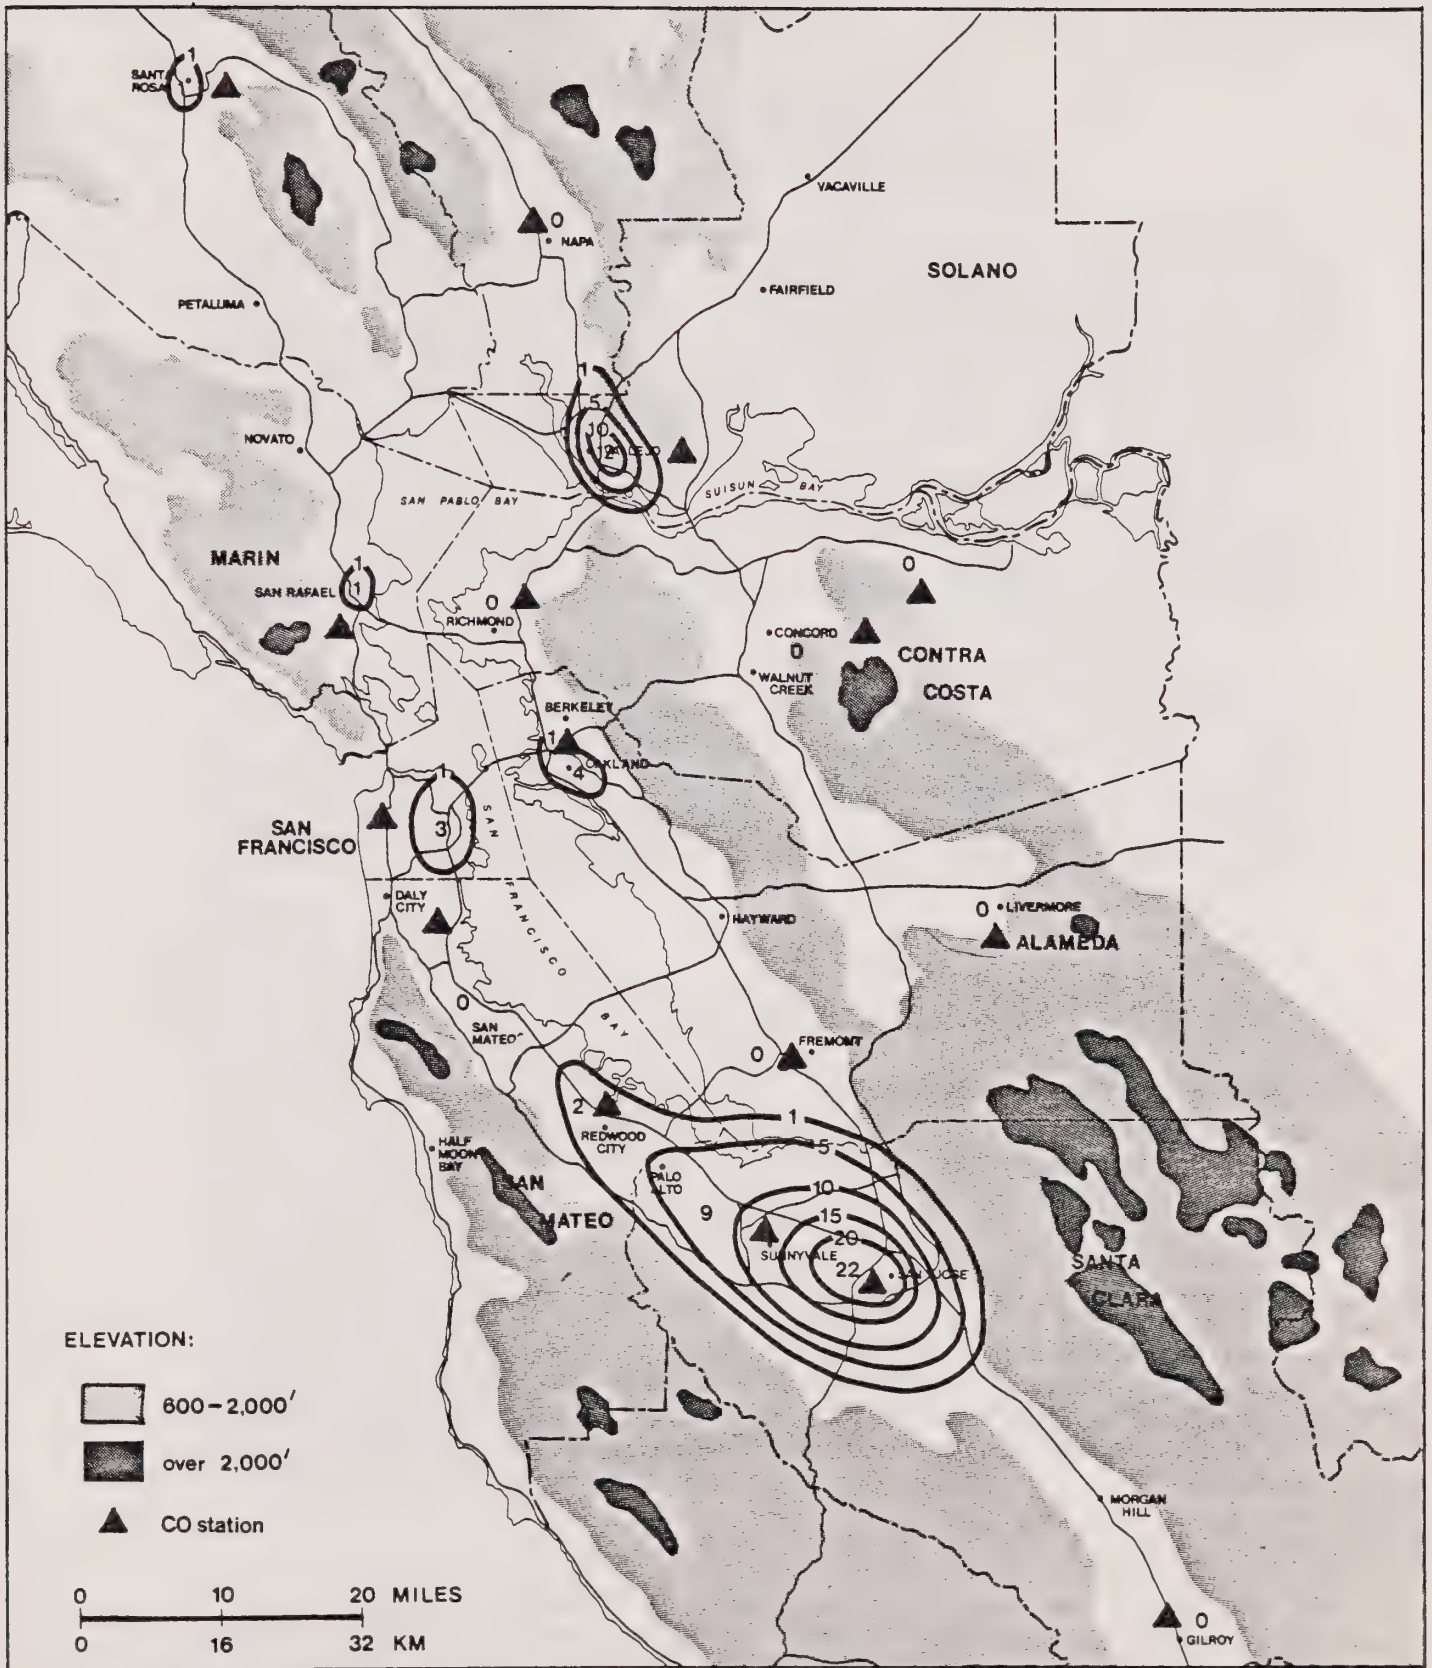 1
SANTA
ROSA
VACAVILLE
0
NAPA
SOLANO
FAIRFIELD
PETALUMA
1
5
10
NOVATO
12
SUISUN BAY
SAN PABLO BAY
MARIN
1
1
SAN RAFAEL
0
0
RICHMOND
CONCORD
0
CONTRA
COSTA
WALNUT
CREEK
BERKELEY
1
OAKLAND
4
1
3
SAN
FRANCISCO
SAN
FRANCISCO
BAY
DALY
CITY
HAYWARD
0
LIVERMORE
ALAMEDA
0
SAN
MATEO
0
FREMONT
2
1
REDWOOD
CITY
5
HALF
MOON
BAY
PALO
ALTO
SAN
MATEO
10
9
15
20
SUNNYVALE
22
SAN JOSE
SANTA
CLARA
ELEVATION:
600-2,000'
over 2,000'
CO station
MORGAN
HILL
0 10 20 MILES
0 16 32 KM
0
GILROY